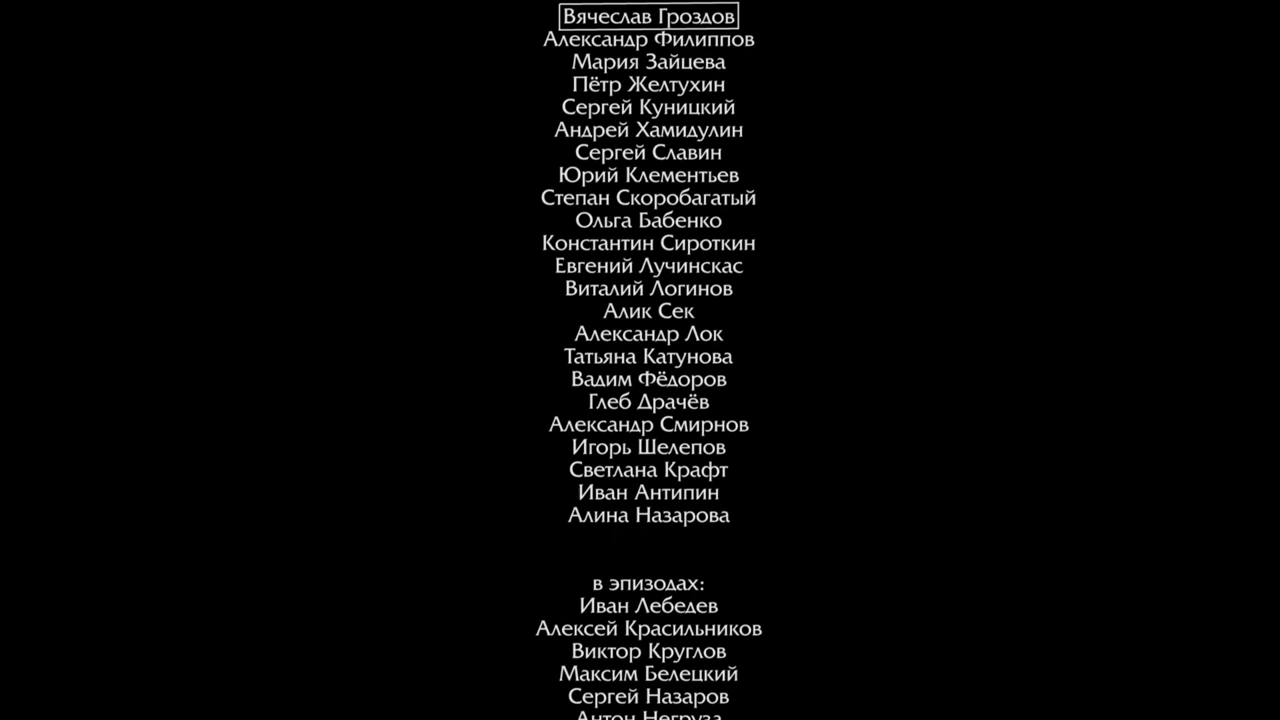 Вячеслав Гроздов
Александр Филиппов
Мария Зайцева
Пётр Желтухин
Сергей Куницкий
Андрей Хамидулин
Сергей Славин
Юрий Клементьев
Степан Скоробагатый
Ольга Бабенко
Константин Сироткин
Евгений Лучинскас
Виталий Логинов
Алик Сек
Александр Лок
Татьяна Катунова
Вадим Фёдоров
Глеб Драчёв
Александр Смирнов
Игорь Шелепов
Светлана Крафт
Иван Антипин
Алина Назарова
в эпизодах:
Иван Лебедев
Алексей Красильников
Виктор Круглов
Максим Белецкий
Сергей Назаров
Антон Негруза